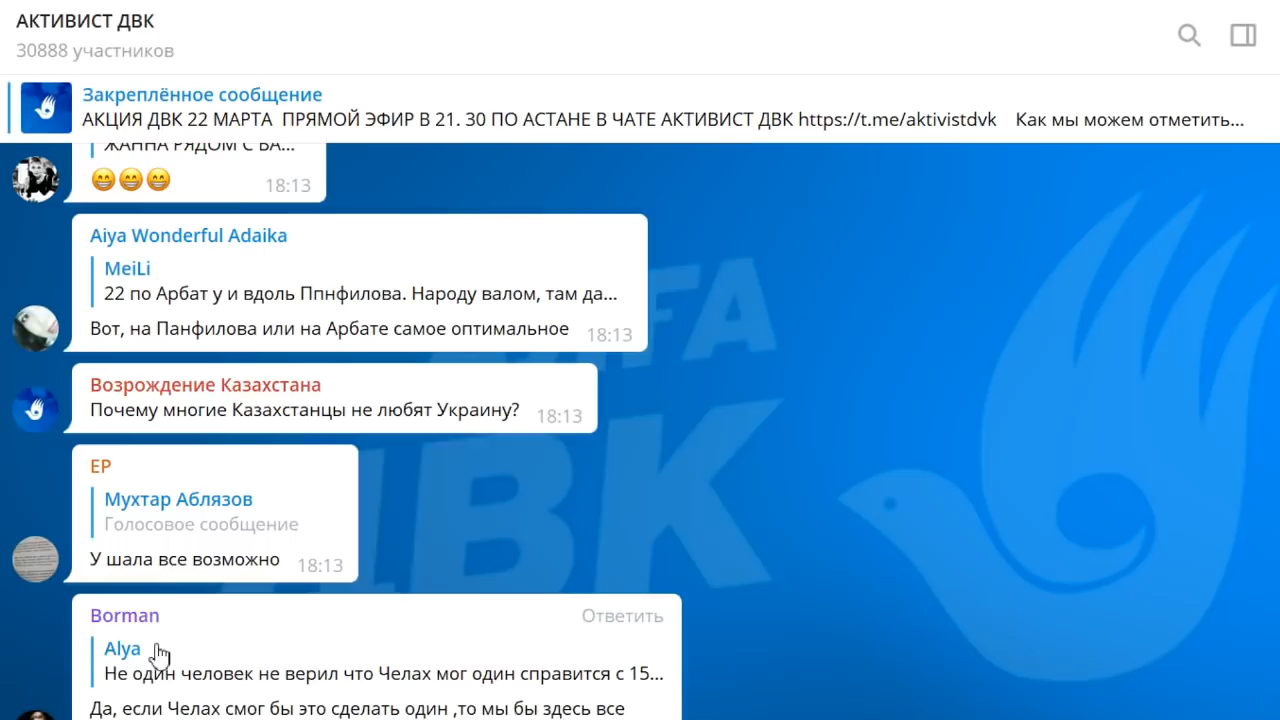 АКТИВИСТ ДВК
30888 участников
Закреплённое сообщение
АКЦИЯ ДВК 22 МАРТА ПРЯМОЙ ЭФИР В 21. 30 ПО АСТАНЕ В ЧАТЕ АКТИВИСТ ДВК https://t.me/aktivistdvk Как мы можем отметить...
ЖАННА РЯДОМ С ВА...
😁😁😁 18:13
Aiya Wonderful Adaika
MeiLi
22 по Арбат у и вдоль Ппнфилова. Народу валом, там да...
Вот, на Панфилова или на Арбате самое оптимальное 18:13
Возрождение Казахстана
Почему многие Казахстанцы не любят Украину? 18:13
EP
Мухтар Аблязов
Голосовое сообщение
У шала все возможно 18:13
Borman Ответить
Alya
Не один человек не верил что Челах мог один справится с 15...
Да, если Челах смог бы это сделать один ,то мы бы здесь все
ДВК